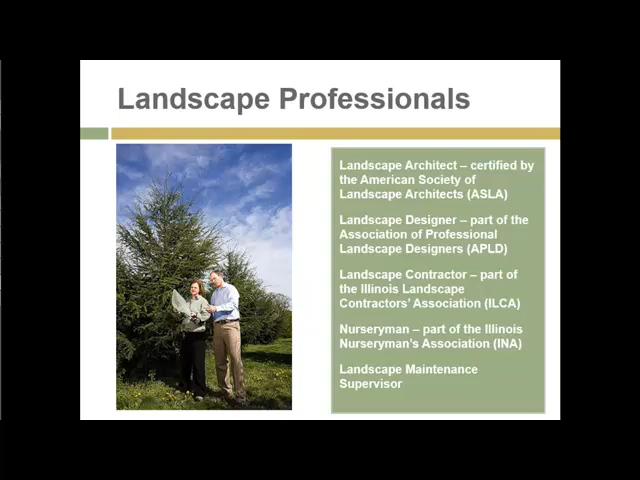 Landscape Professionals
Landscape Architect – certified by
the American Society of
Landscape Architects (ASLA)
Landscape Designer – part of the
Association of Professional
Landscape Designers (APLD)
Landscape Contractor – part of
the Illinois Landscape
Contractors’ Association (ILCA)
Nurseryman – part of the Illinois
Nurseryman’s Association (INA)
Landscape Maintenance
Supervisor